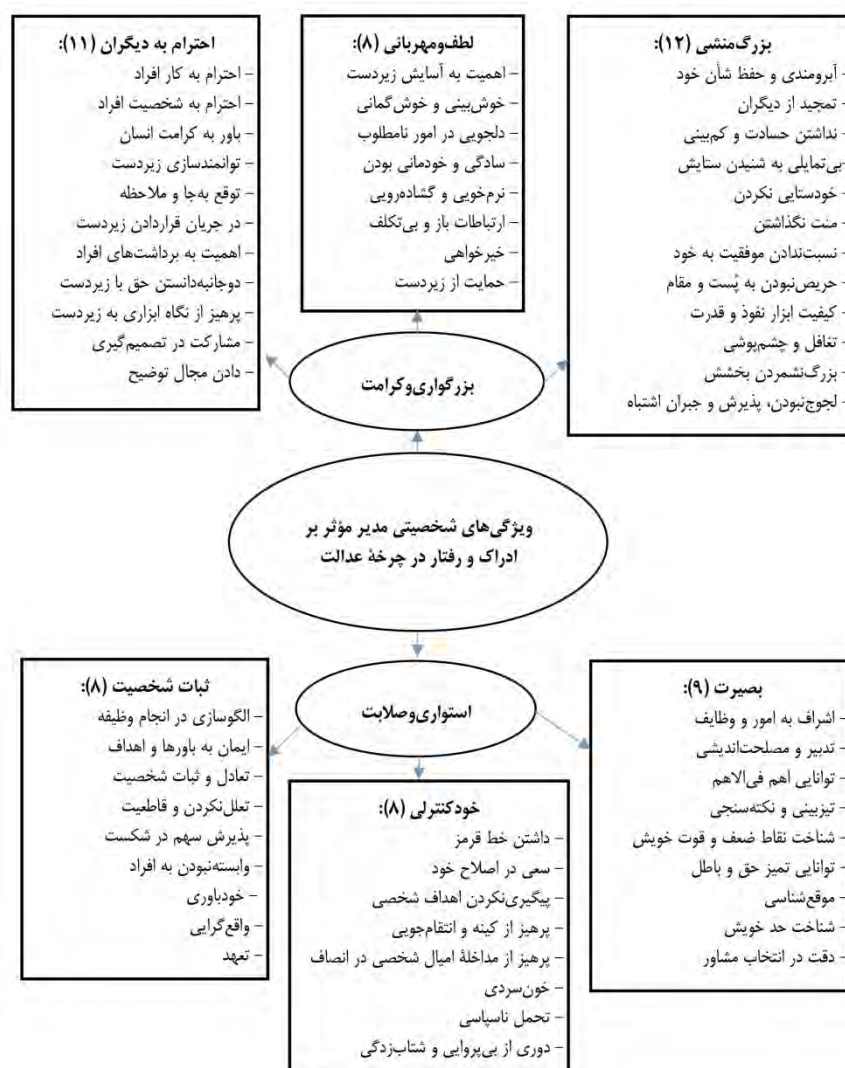 بزرگ‌منشی (۱۲):
- آبرومندی و حفظ شأن خود
- تمجید از دیگران
- نداشتن حسادت و کم‌بینی
- بی‌تمایلی به شنیدن ستایش
- خودستایی نکردن
- منت نگذاشتن
- نسبت‌ندادن موفقیت به خود
- حریص‌نبودن به پُست و مقام
- کیفیت ابزار نفوذ و قدرت
- تغافل و چشم‌پوشی
- بزرگ‌نشمردن بخشش
- لجوج‌نبودن، پذیرش و جبران اشتباه
لطف‌ومهربانی (۸):
- اهمیت به آسایش زیردست
- خوش‌بینی و خوش‌گمانی
- دلجویی در امور نامطلوب
- سادگی و خودمانی بودن
- نرم‌خویی و گشاده‌رویی
- ارتباطات باز و بی‌تکلف
- خیرخواهی
- حمایت از زیردست
احترام به دیگران (۱۱):
- احترام به کار افراد
- احترام به شخصیت افراد
- باور به کرامت انسان
- توانمندسازی زیردست
- توقع به‌جا و ملاحظه
- در جریان قراردادن زیردست
- اهمیت به برداشت‌های افراد
- دوجانبه‌دانستن حق با زیردست
- پرهیز از نگاه ابزاری به زیردست
- مشارکت در تصمیم‌گیری
- دادن مجال توضیح
بزرگواری‌وکرامت
ویژگی‌های شخصیتی مدیر مؤثر بر
ادراک و رفتار در چرخهٔ عدالت
استواری‌وصلابت
بصیرت (۹):
- اشراف به امور و وظایف
- تدبیر و مصلحت‌اندیشی
- توانایی اهم فی‌الاهم
- تیزبینی و نکته‌سنجی
- شناخت نقاط ضعف و قوت خویش
- توانایی تمیز حق و باطل
- موقع‌شناسی
- شناخت حد خویش
- دقت در انتخاب مشاور
خودکنترلی (۸):
- داشتن خط قرمز
- سعی در اصلاح خود
- پیگیری‌نکردن اهداف شخصی
- پرهیز از کینه و انتقام‌جویی
- پرهیز از مداخلهٔ امیال شخصی در انصاف
- خون‌سردی
- تحمل ناسپاسی
- دوری از بی‌پروایی و شتاب‌زدگی
ثبات شخصیت (۸):
- الگوسازی در انجام وظیفه
- ایمان به باورها و اهداف
- تعادل و ثبات شخصیت
- تعلل‌نکردن و قاطعیت
- پذیرش سهم در شکست
- وابسته‌نبودن به افراد
- خودباوری
- واقع‌گرایی
- تعهد